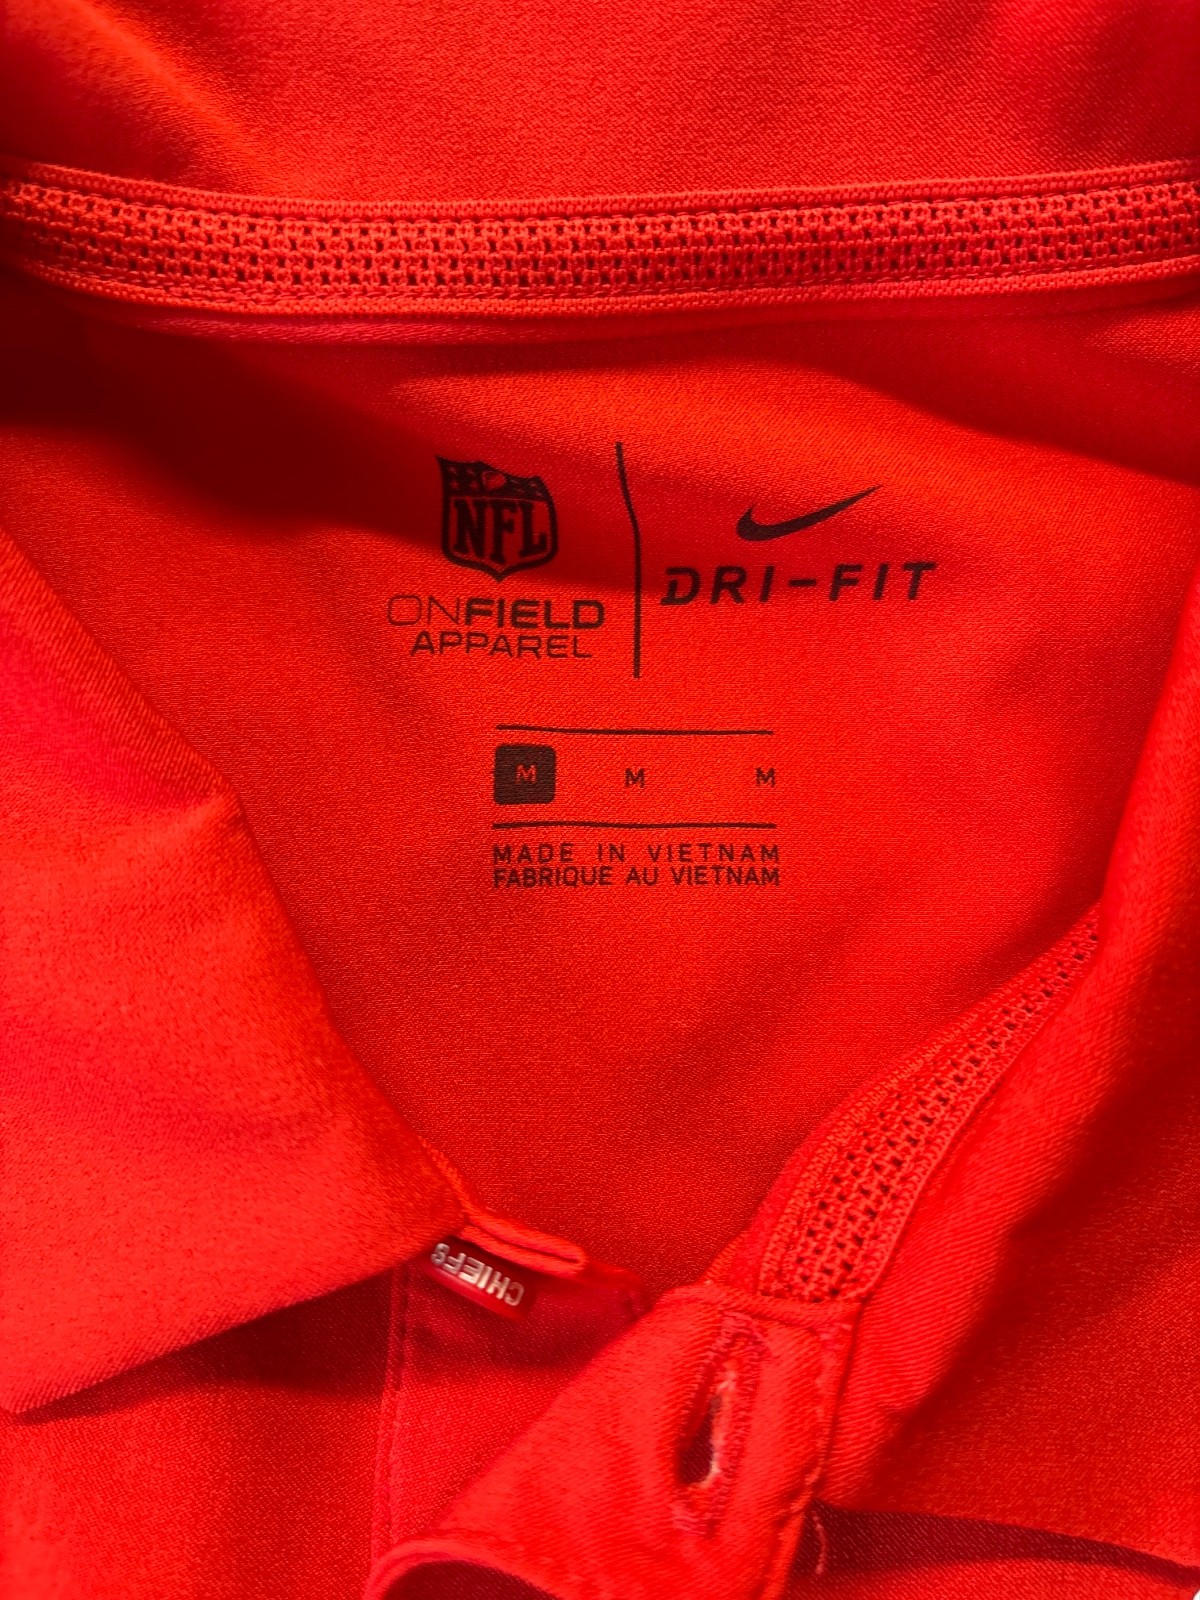 NFL
ONFIELD
APPAREL
DRI-FIT
M M M
MADE IN VIETNAM
FABRIQUE AU VIETNAM
CHIEFS